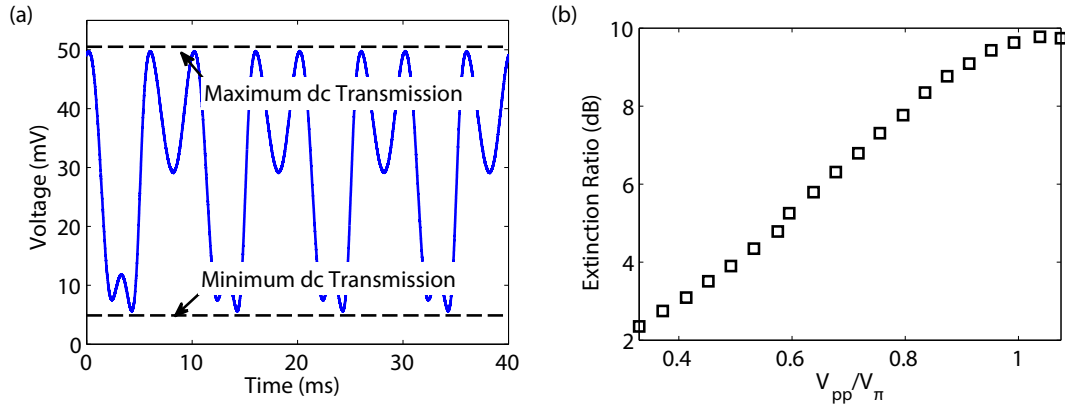 (a)
50
40
30
20
10
0
Voltage (mV)
Maximum dc Transmission
Minimum dc Transmission
0
10
20
30
40
Time (ms)
(b)
10
8
6
4
2
Extinction Ratio (dB)
0.4
0.6
0.8
1
Vpp/Vπ